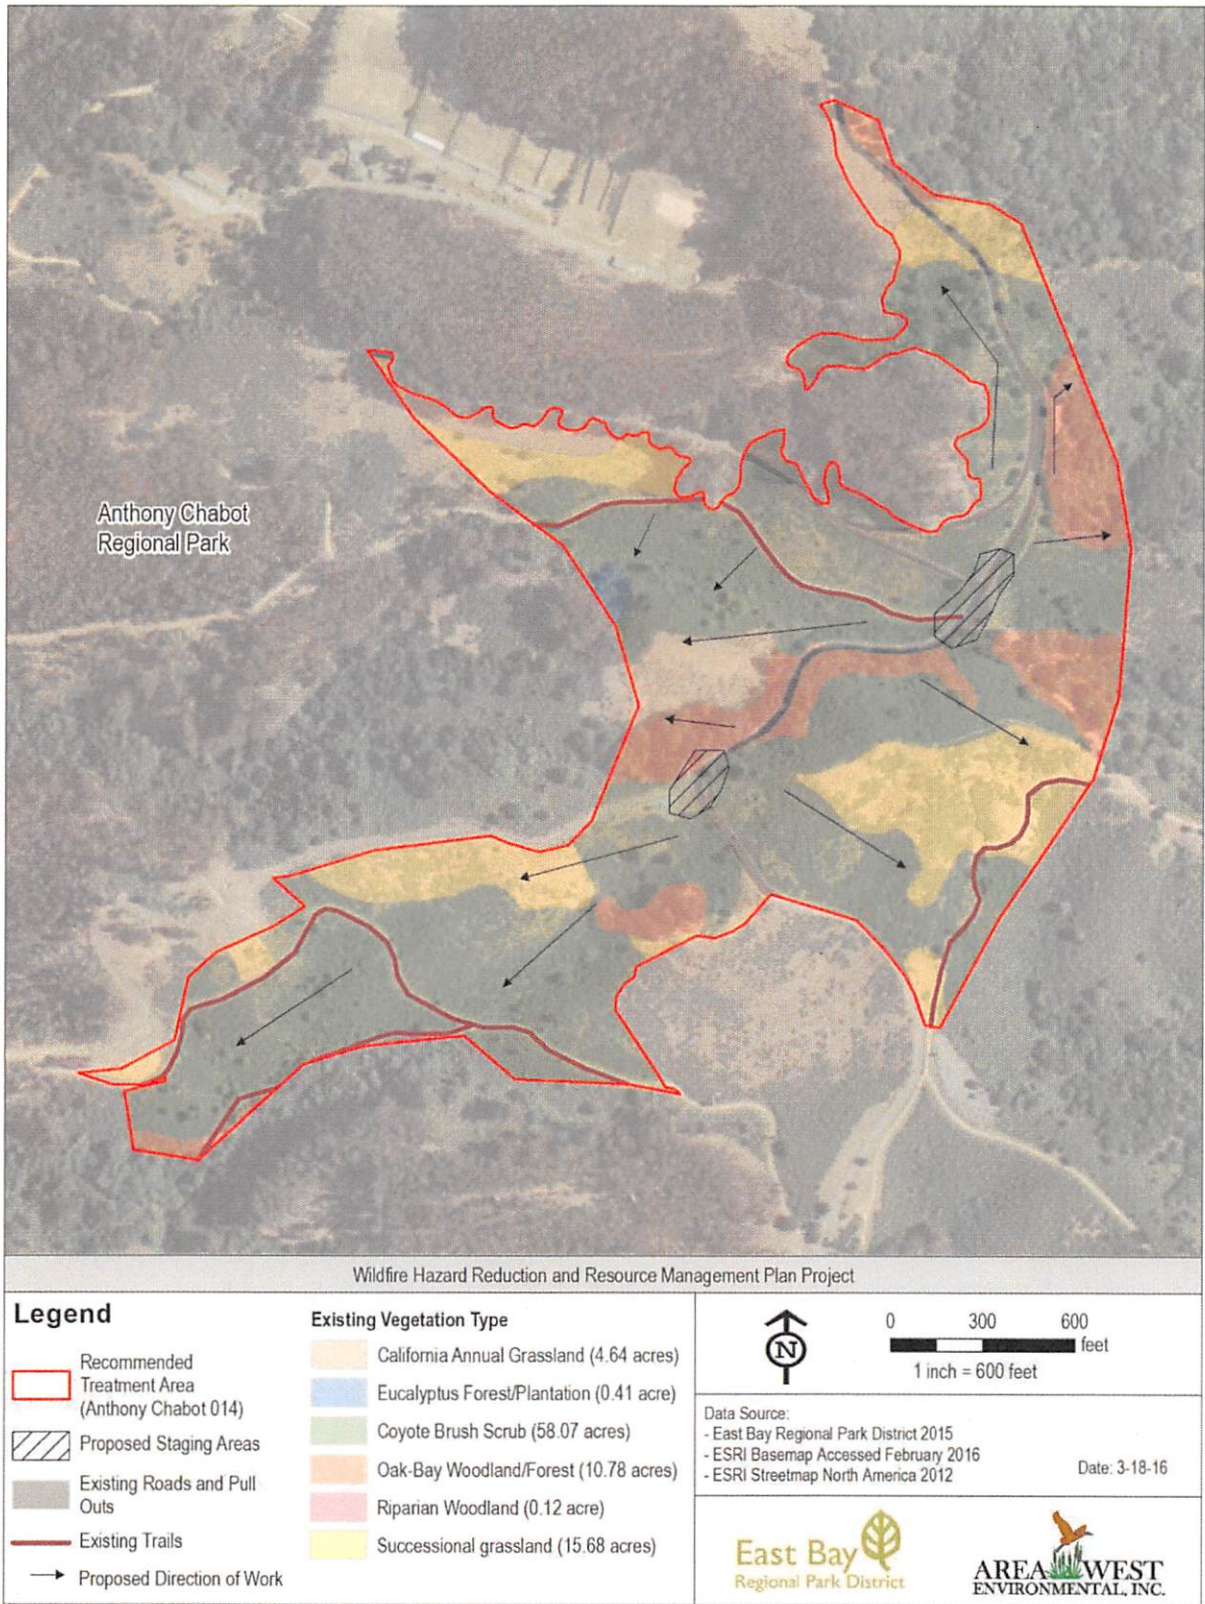 Anthony Chabot
Regional Park
Wildfire Hazard Reduction and Resource Management Plan Project
Legend
Recommended
Treatment Area
(Anthony Chabot 014)
Proposed Staging Areas
Existing Roads and Pull
Outs
Existing Trails
Proposed Direction of Work
Existing Vegetation Type
California Annual Grassland (4.64 acres)
Eucalyptus Forest/Plantation (0.41 acre)
Coyote Brush Scrub (58.07 acres)
Oak-Bay Woodland/Forest (10.78 acres)
Riparian Woodland (0.12 acre)
Successional grassland (15.68 acres)
N
0 300 600
feet
1 inch = 600 feet
Data Source:
- East Bay Regional Park District 2015
- ESRI Basemap Accessed February 2016
- ESRI Streetmap North America 2012
Date: 3-18-16
East Bay
Regional Park District
AREA WEST
ENVIRONMENTAL, INC.